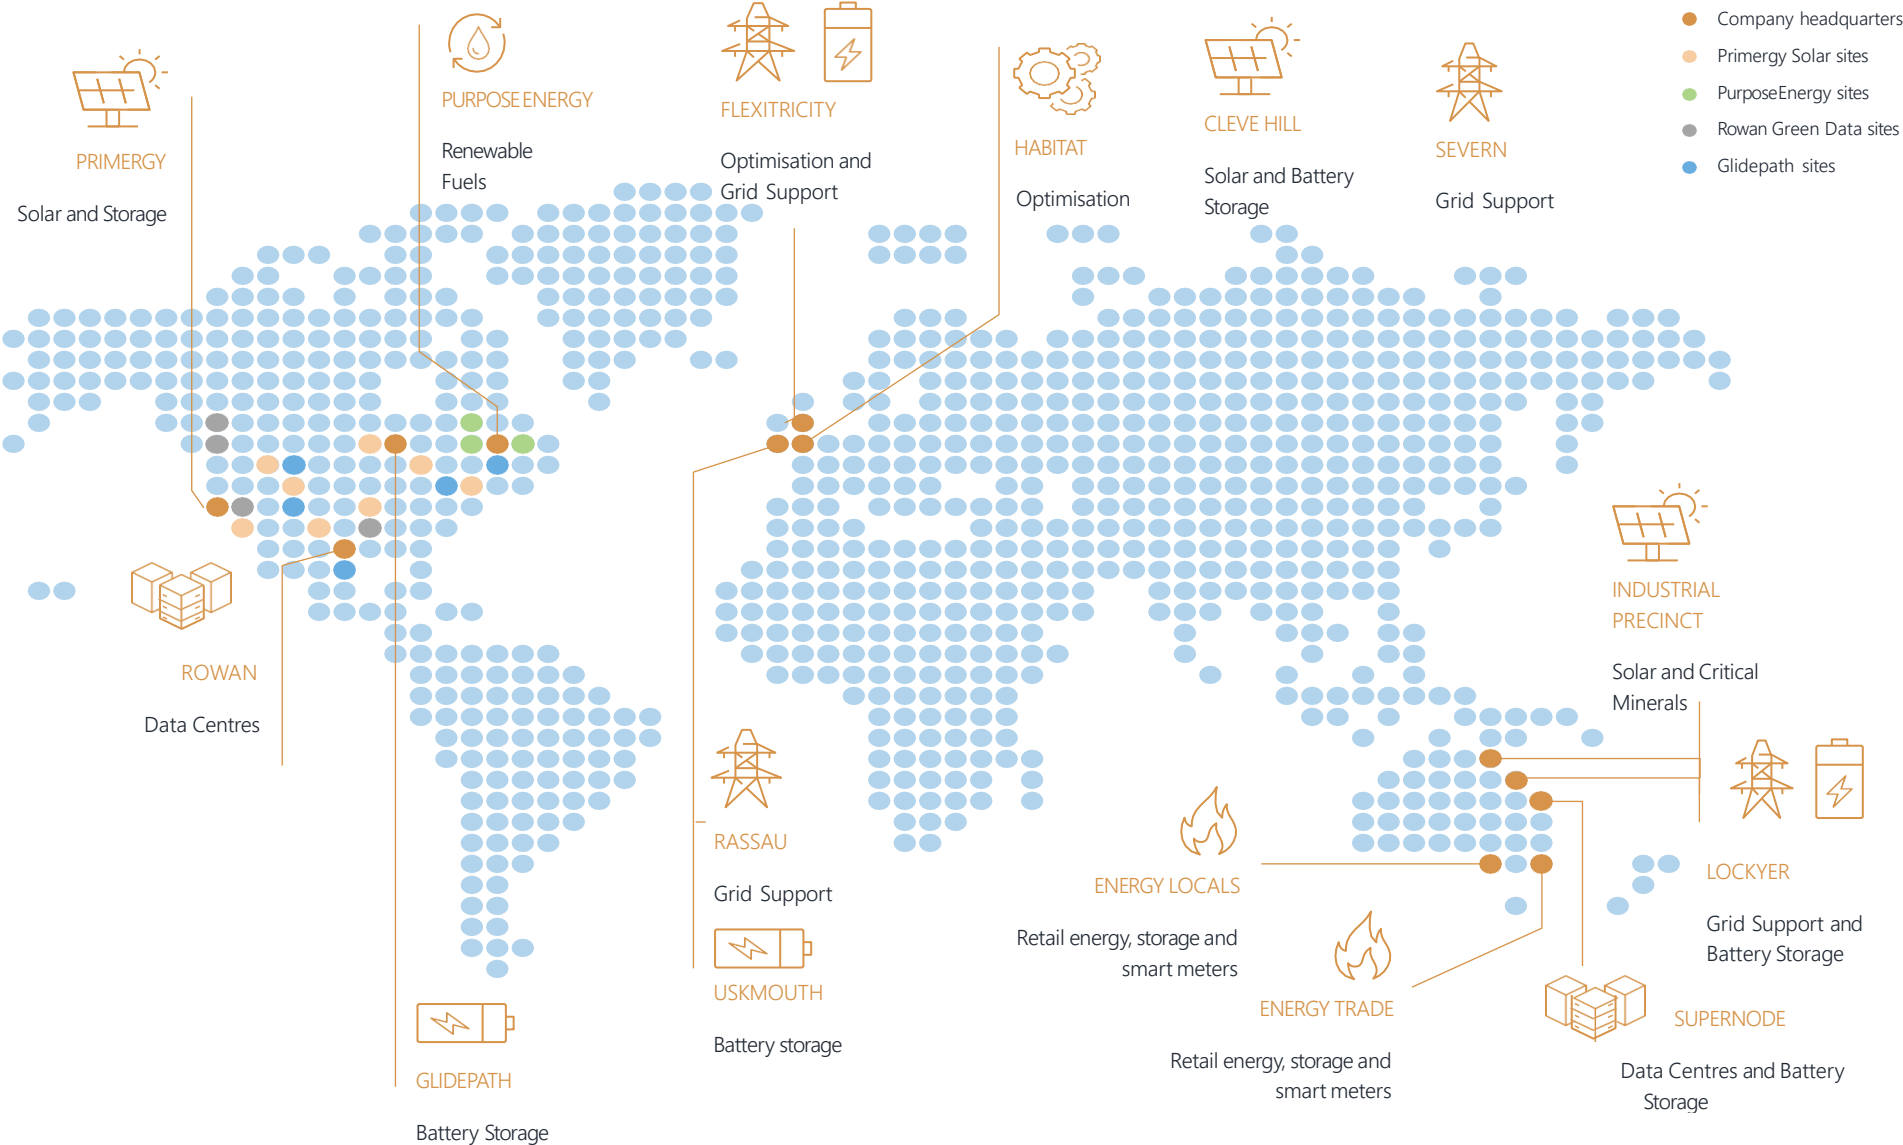 PRIMERGY
Solar and Storage
PURPOSE ENERGY
Renewable
Fuels
FLEXITRICITY
Optimisation and
Grid Support
HABITAT
Optimisation
CLEVE HILL
Solar and Battery
Storage
SEVERN
Grid Support
Company headquarters
Primergy Solar sites
PurposeEnergy sites
Rowan Green Data sites
Glidepath sites
ROWAN
Data Centres
INDUSTRIAL
PRECINCT
Solar and Critical
Minerals
RASSAU
Grid Support
USKMOUTH
Battery storage
GLIDEPATH
Battery Storage
ENERGY LOCALS
Retail energy, storage and
smart meters
ENERGY TRADE
Retail energy, storage and
smart meters
LOCKYER
Grid Support and
Battery Storage
SUPERNODE
Data Centres and Battery
Storage